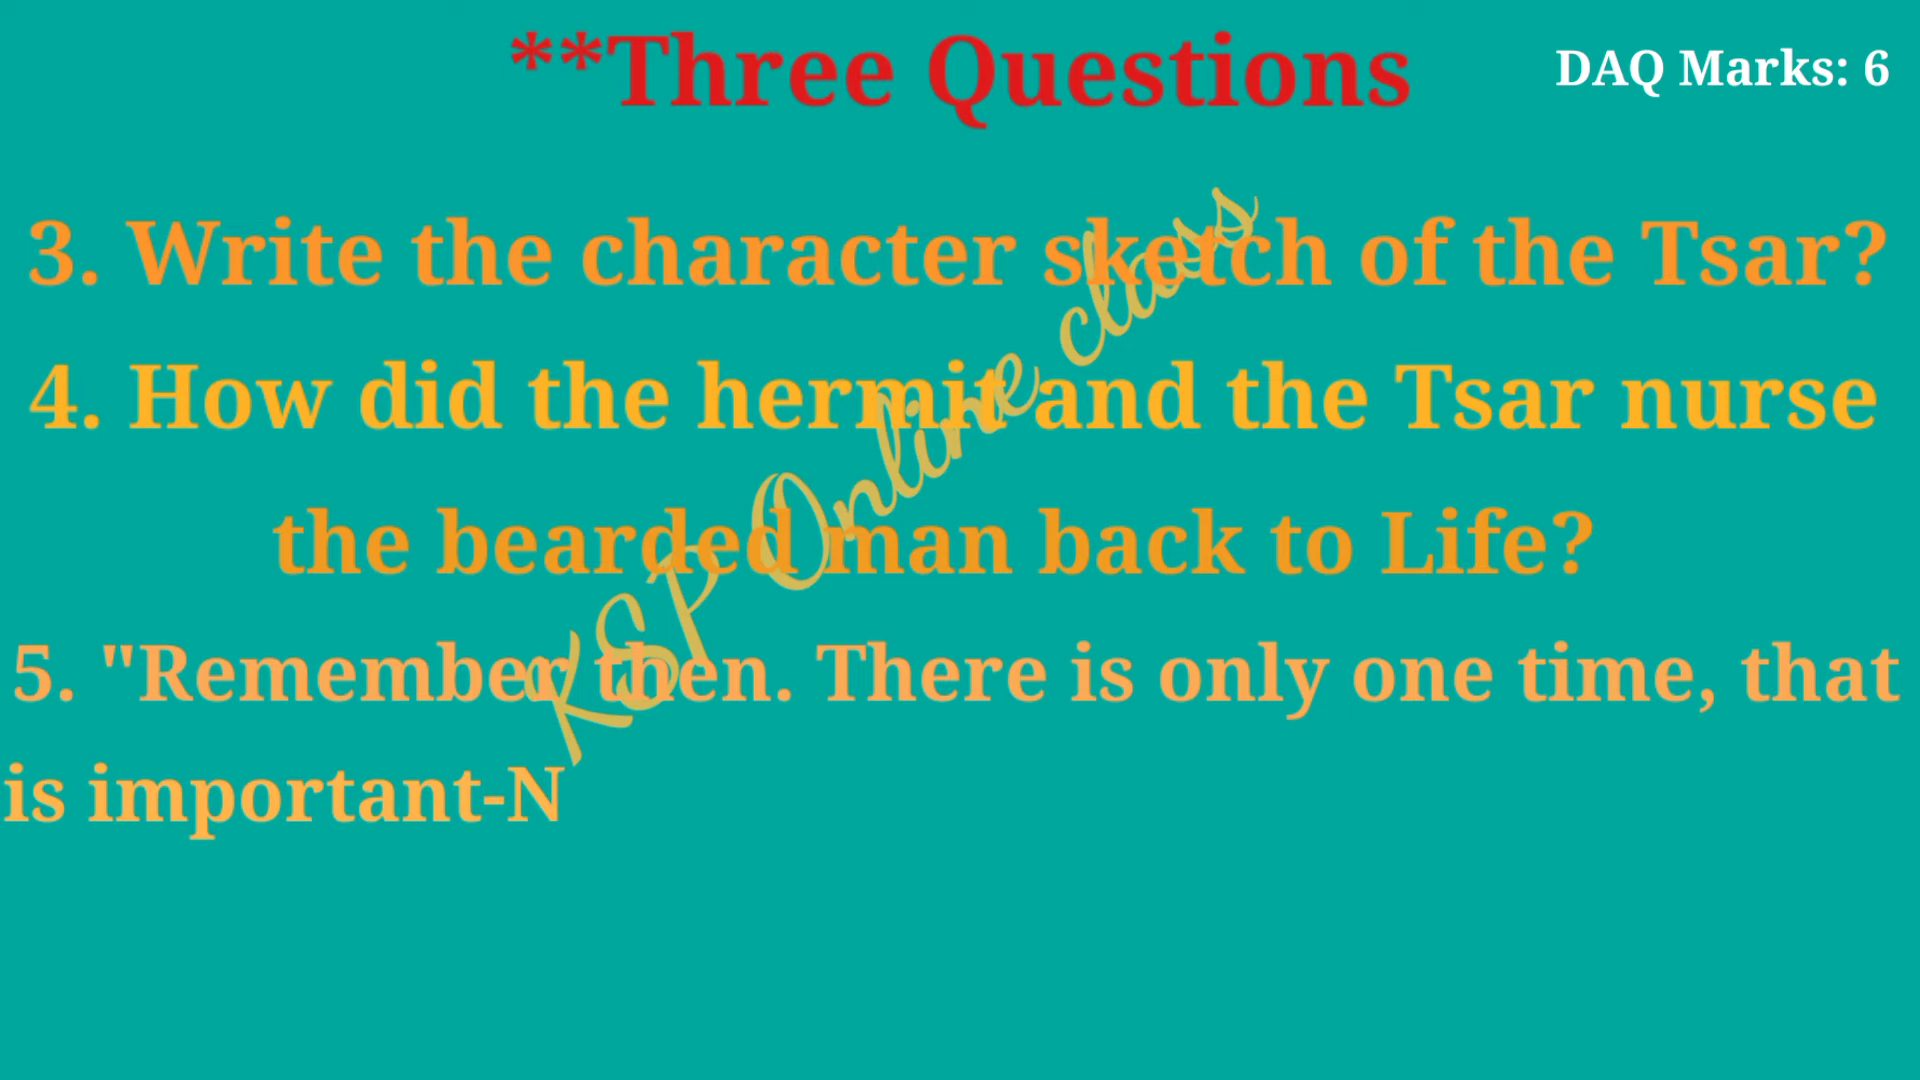 **Three Questions
DAQ Marks: 6
3. Write the character sketch of the Tsar?
4. How did the hermit and the Tsar nurse
the bearded man back to Life?
5. "Remember then. There is only one time, that
is important-N
KSP Online class